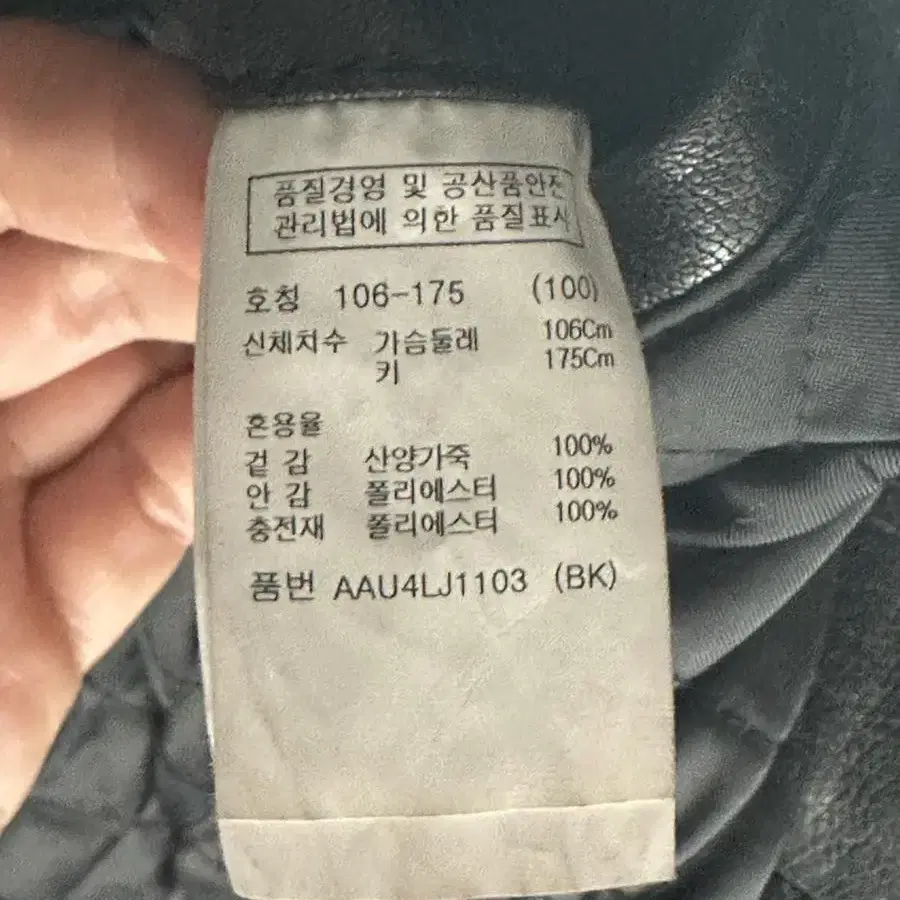 품질경영 및 공산품안전
관리법에 의한 품질표시
호칭 106-175 (100)
신체치수 가슴둘레 106Cm
키 175Cm
혼용율
겉 감 산양가죽 100%
안 감 폴리에스터 100%
충전재 폴리에스터 100%
품번 AAU4LJ1103 (BK)